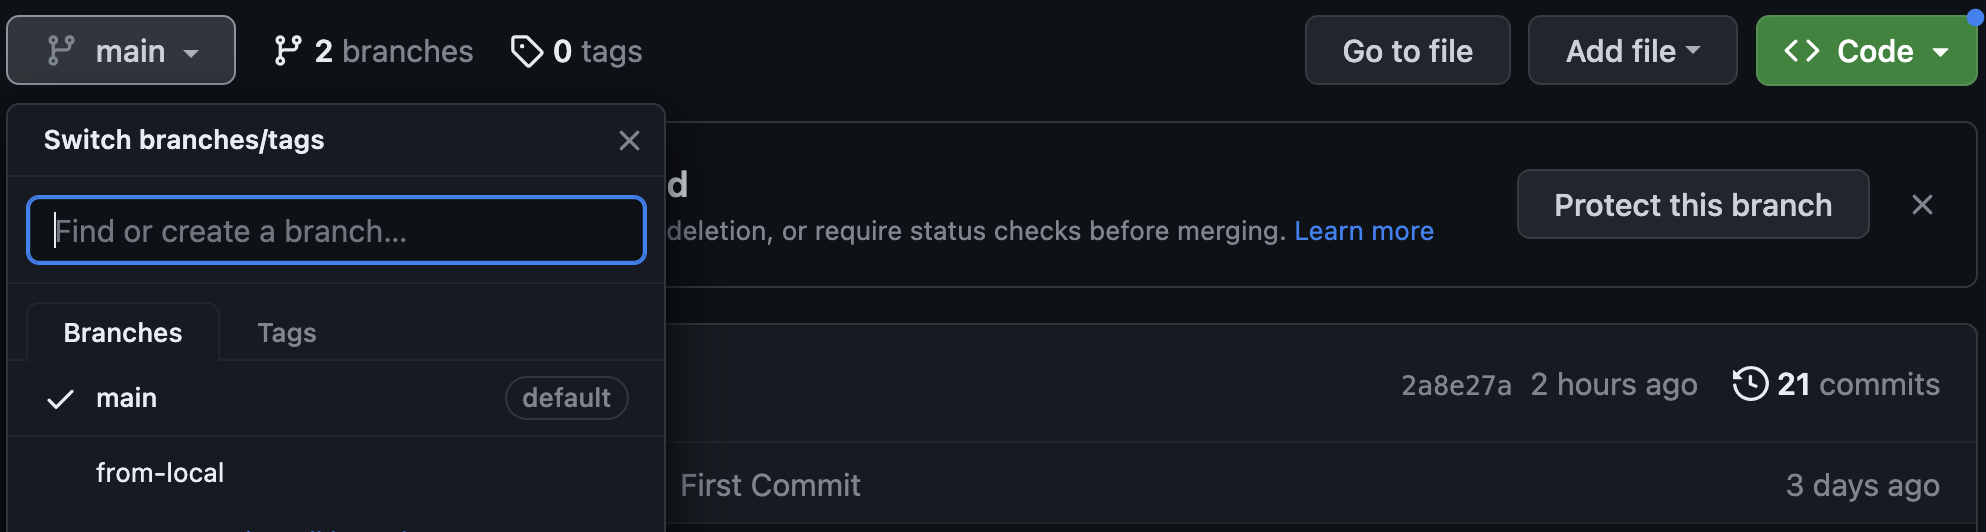 main
2 branches
0 tags
Go to file
Add file
Code
Switch branches/tags
Find or create a branch...
Branches
Tags
main
default
from-local
d
deletion, or require status checks before merging. Learn more
Protect this branch
2a8e27a 2 hours ago
21 commits
First Commit
3 days ago